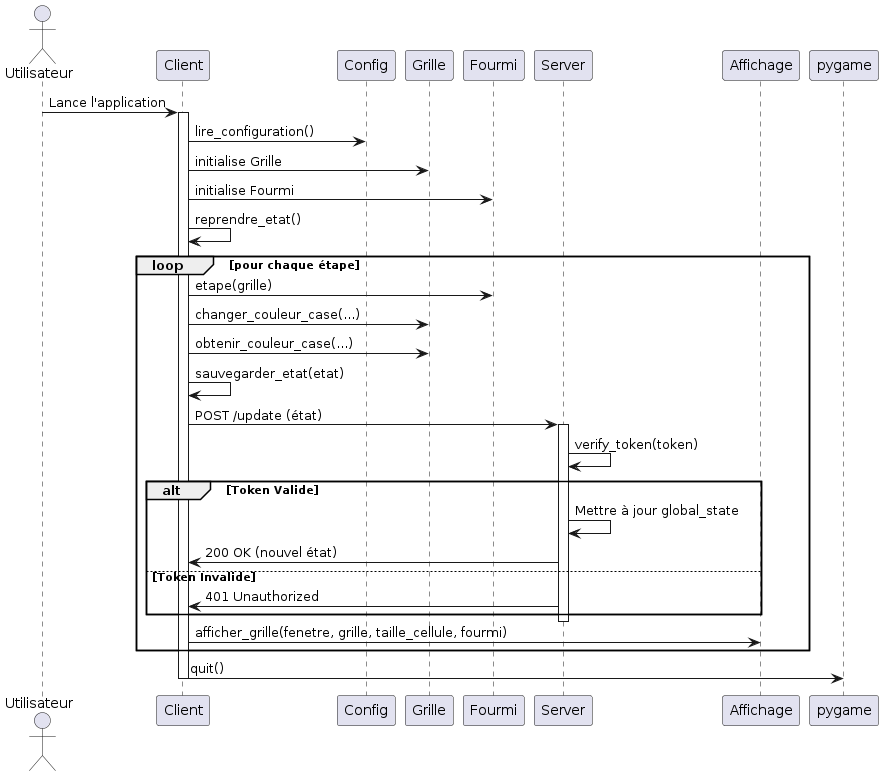 Utilisateur
Client
Config
Grille
Fourmi
Server
Affichage
pygame
Lance l'application
lire_configuration()
initialise Grille
initialise Fourmi
reprendre_etat()
loop [pour chaque étape]
etape(grille)
changer_couleur_case(...)
obtenir_couleur_case(...)
sauvegarder_etat(etat)
POST /update (état)
verify_token(token)
alt [Token Valide]
Mettre à jour global_state
200 OK (nouvel état)
[Token Invalide]
401 Unauthorized
afficher_grille(fenetre, grille, taille_cellule, fourmi)
quit()
Utilisateur
Client
Config
Grille
Fourmi
Server
Affichage
pygame